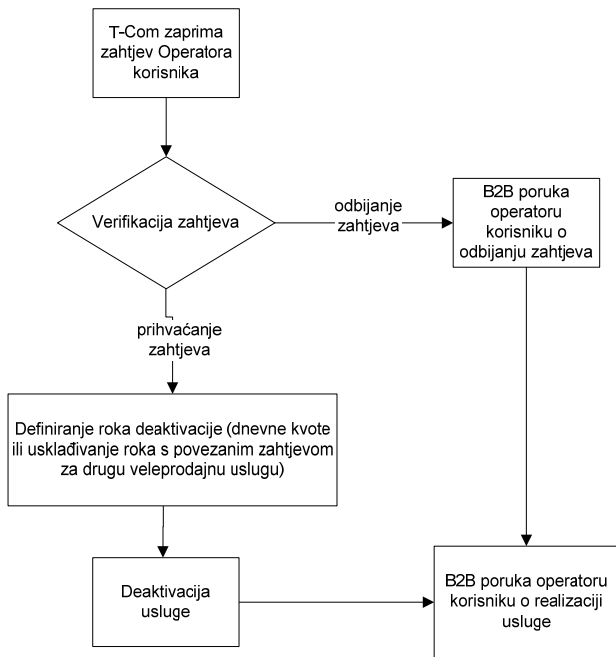 T-Com zaprima
zahtjev Operatora
korisnika
Verifikacija zahtjeva
odbijanje
zahtjeva
B2B poruka
operatoru
korisniku o
odbijanju zahtjeva
prihvaćanje
zahtjeva
Definiranje roka deaktivacije (dnevne kvote
ili usklađivanje roka s povezanim zahtjevom
za drugu veleprodajnu uslugu)
Deaktivacija
usluge
B2B poruka operatoru
korisniku o realizaciji
usluge